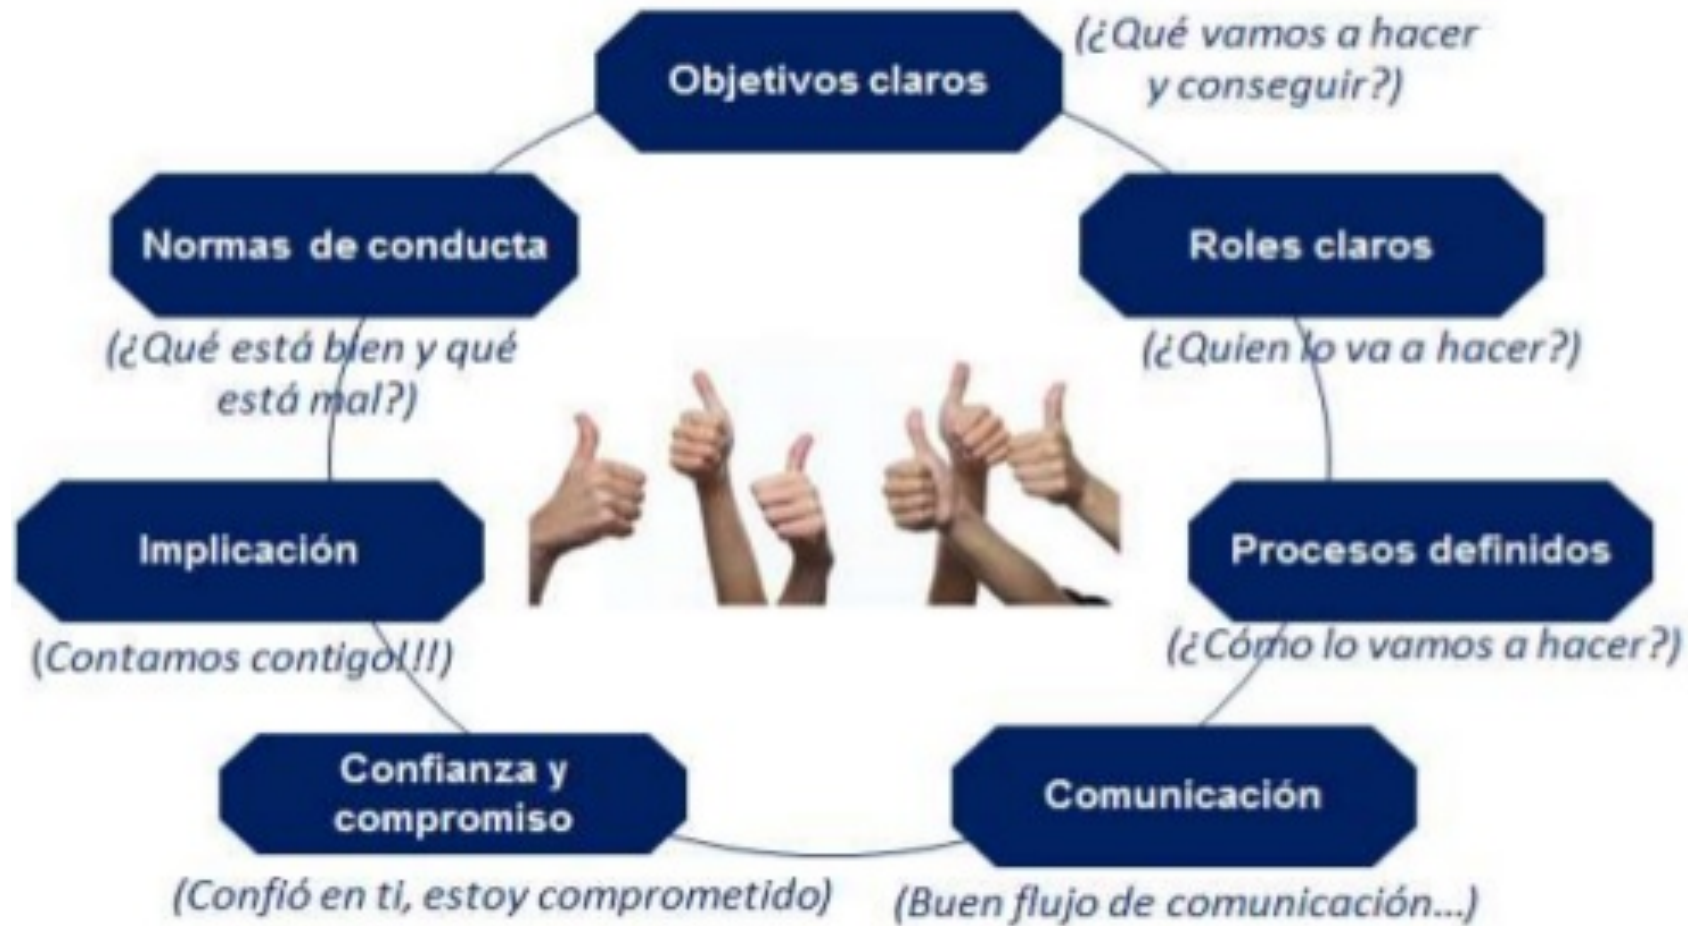 Objetivos claros
(¿Qué vamos a hacer
y conseguir?)
Roles claros
(¿Quien lo va a hacer?)
Procesos definidos
(¿Cómo lo vamos a hacer?)
Comunicación
(Buen flujo de comunicación...)
Confianza y
compromiso
(Confió en ti, estoy comprometido)
Implicación
(Contamos contigo!!!)
Normas de conducta
(¿Qué está bien y qué
está mal?)